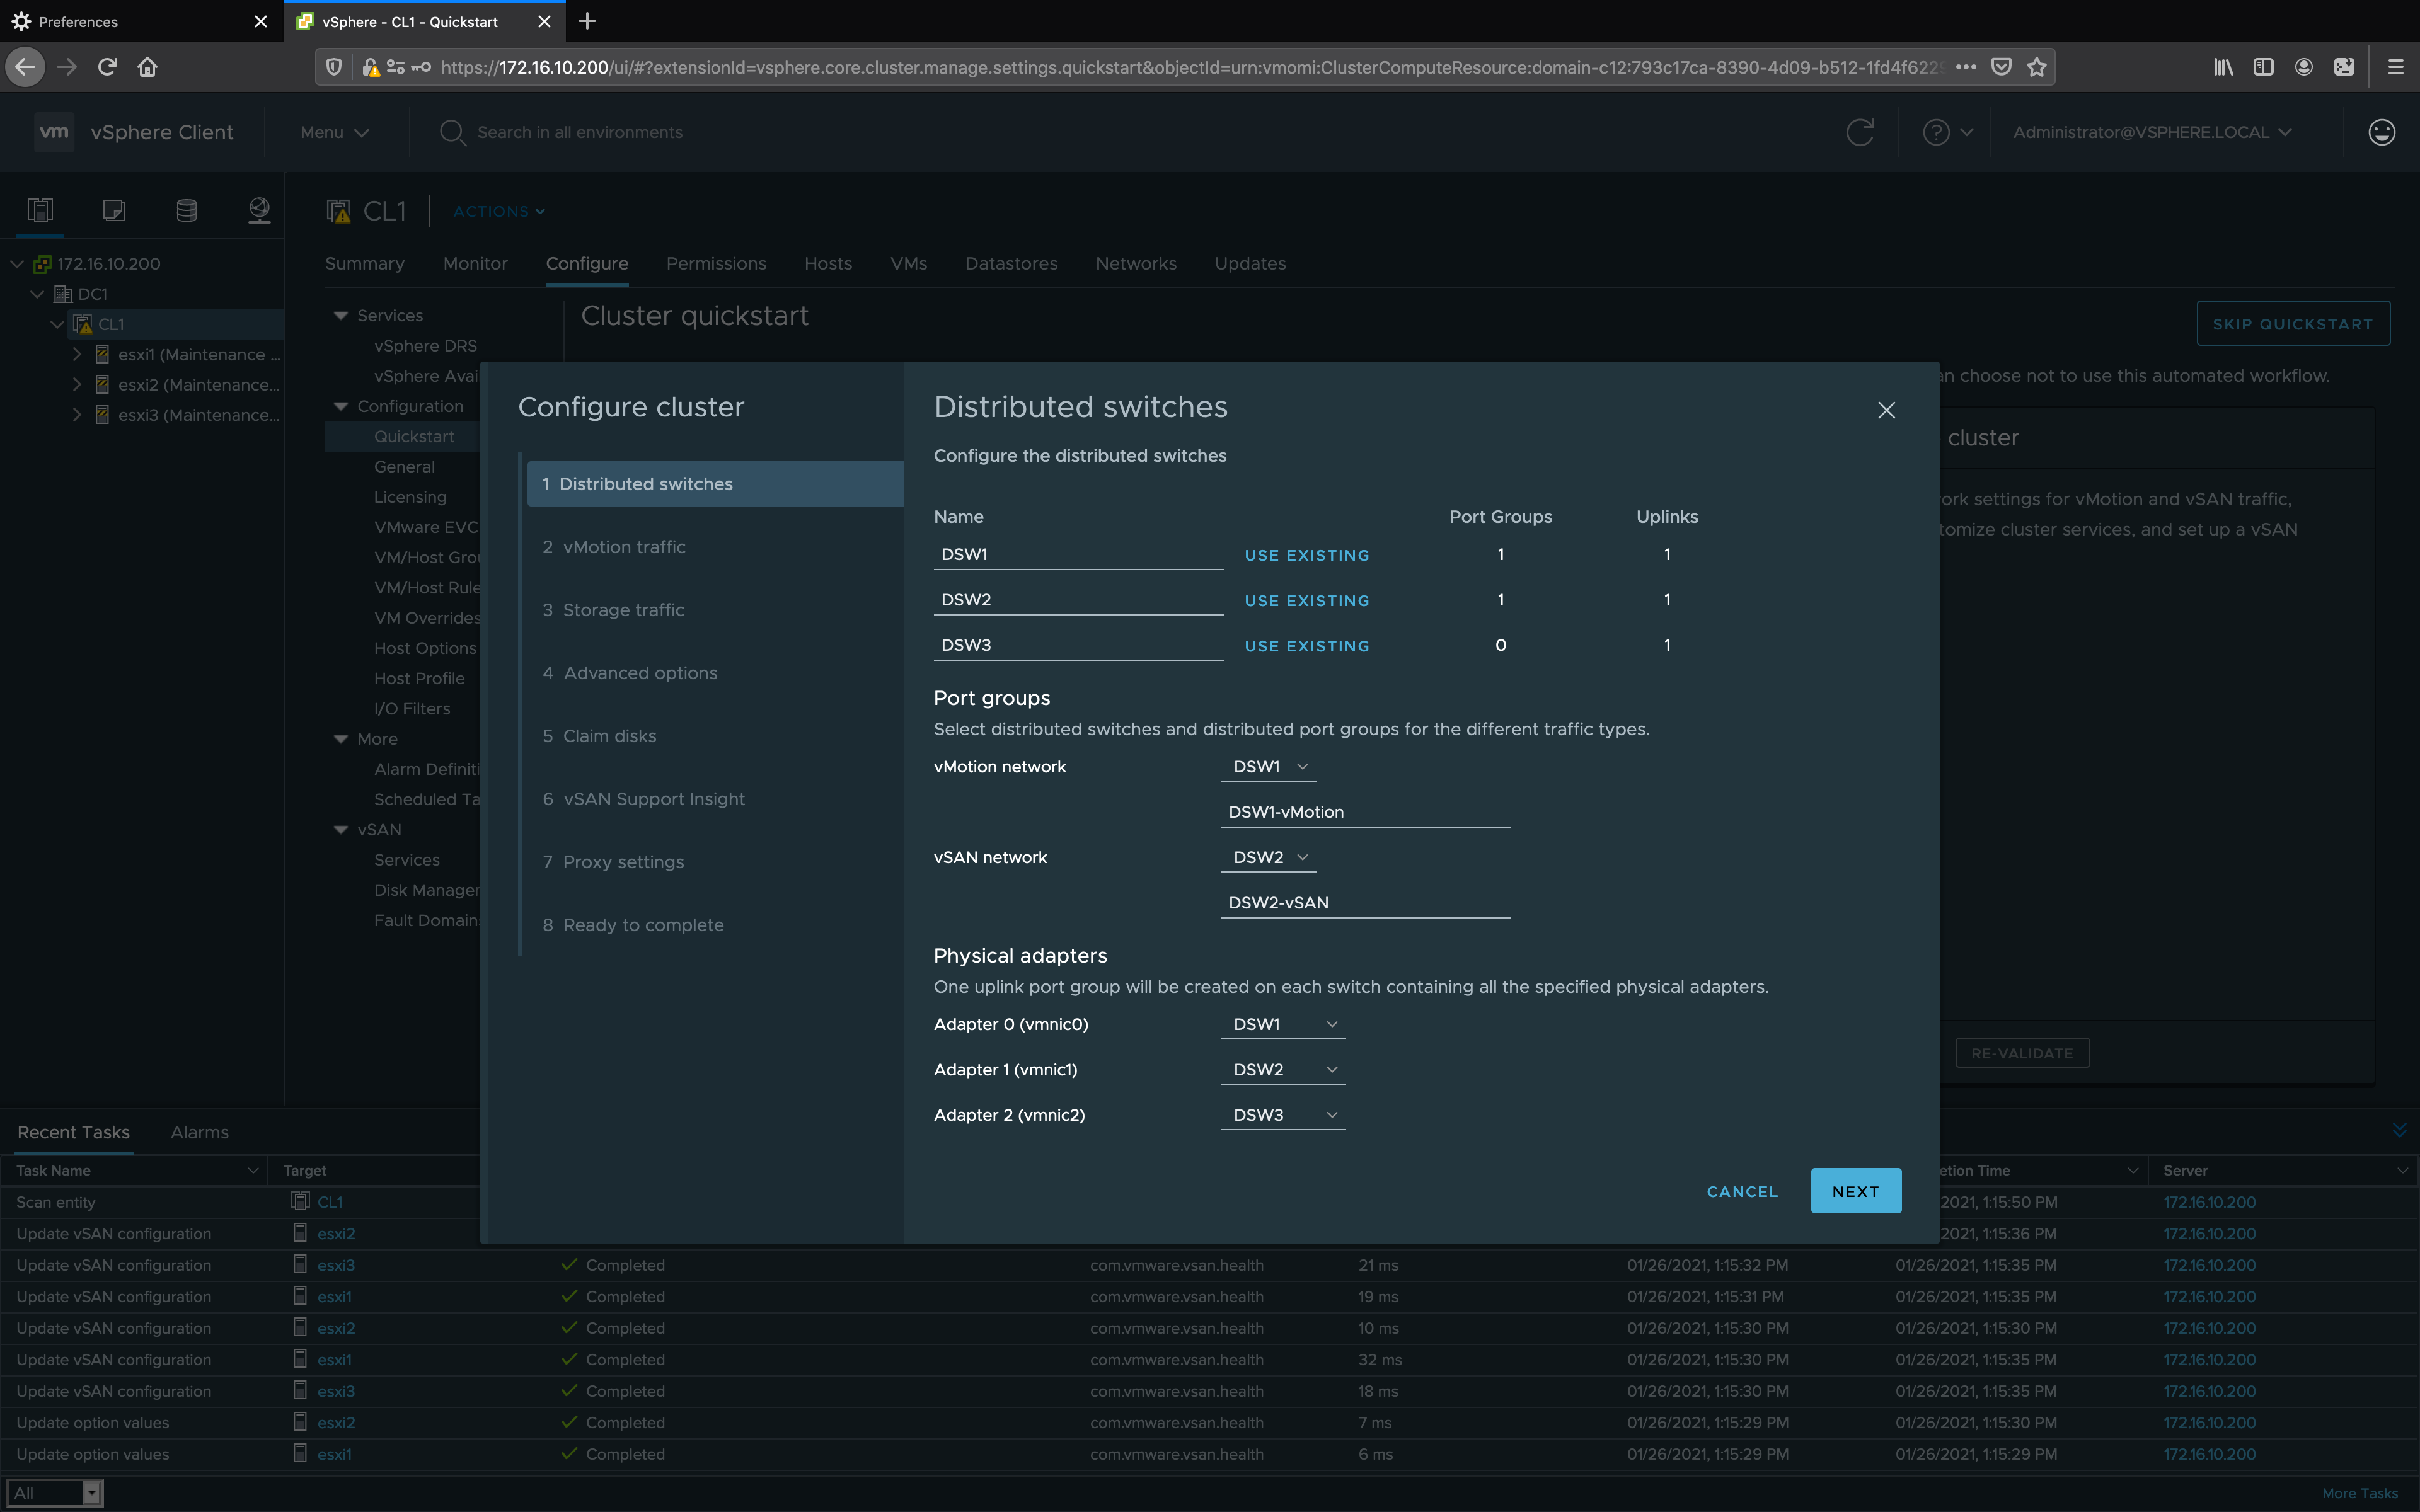 Preferences
vSphere - CL1 - Quickstart
https://172.16.10.200/ui/#?extensionId=vsphere.core.cluster.manage.settings.quickstart&objectId=urn:vmomi:ClusterComputeResource:domain-c12:793c17ca-8390-4d09-b512-1fd4f6229
vm vSphere Client Menu Search in all environments Administrator@VSPHERE.LOCAL
CL1 ACTIONS
Summary Monitor Configure Permissions Hosts VMs Datastores Networks Updates
172.16.10.200
DC1
CL1
esxi1 (Maintenance ...
esxi2 (Maintenance...
esxi3 (Maintenance...
Services
vSphere DRS
vSphere Avai
Configuration
Quickstart
General
Licensing
VMware EVC
VM/Host Grou
VM/Host Rule
VM Overrides
Host Options
Host Profile
I/O Filters
More
Alarm Definiti
Scheduled Ta
vSAN
Services
Disk Manager
Fault Domains
Cluster quickstart
SKIP QUICKSTART
an choose not to use this automated workflow.
cluster
ork settings for vMotion and vSAN traffic,
tomize cluster services, and set up a vSAN
RE-VALIDATE
Configure cluster
1 Distributed switches
2 vMotion traffic
3 Storage traffic
4 Advanced options
5 Claim disks
6 vSAN Support Insight
7 Proxy settings
8 Ready to complete
Distributed switches
Configure the distributed switches
Name Port Groups Uplinks
DSW1 USE EXISTING 1 1
DSW2 USE EXISTING 1 1
DSW3 USE EXISTING 0 1
Port groups
Select distributed switches and distributed port groups for the different traffic types.
vMotion network DSW1
DSW1-vMotion
vSAN network DSW2
DSW2-vSAN
Physical adapters
One uplink port group will be created on each switch containing all the specified physical adapters.
Adapter 0 (vmnic0) DSW1
Adapter 1 (vmnic1) DSW2
Adapter 2 (vmnic2) DSW3
CANCEL NEXT
Recent Tasks Alarms
Task Name Target etion Time Server
Scan entity CL1 2021, 1:15:50 PM 172.16.10.200
Update vSAN configuration esxi2 2021, 1:15:36 PM 172.16.10.200
Update vSAN configuration esxi3 Completed com.vmware.vsan.health 21 ms 01/26/2021, 1:15:32 PM 01/26/2021, 1:15:35 PM 172.16.10.200
Update vSAN configuration esxi1 Completed com.vmware.vsan.health 19 ms 01/26/2021, 1:15:31 PM 01/26/2021, 1:15:35 PM 172.16.10.200
Update vSAN configuration esxi2 Completed com.vmware.vsan.health 10 ms 01/26/2021, 1:15:30 PM 01/26/2021, 1:15:30 PM 172.16.10.200
Update vSAN configuration esxi1 Completed com.vmware.vsan.health 32 ms 01/26/2021, 1:15:30 PM 01/26/2021, 1:15:35 PM 172.16.10.200
Update vSAN configuration esxi3 Completed com.vmware.vsan.health 18 ms 01/26/2021, 1:15:30 PM 01/26/2021, 1:15:35 PM 172.16.10.200
Update option values esxi2 Completed com.vmware.vsan.health 7 ms 01/26/2021, 1:15:29 PM 01/26/2021, 1:15:30 PM 172.16.10.200
Update option values esxi1 Completed com.vmware.vsan.health 6 ms 01/26/2021, 1:15:29 PM 01/26/2021, 1:15:29 PM 172.16.10.200
All More Tasks